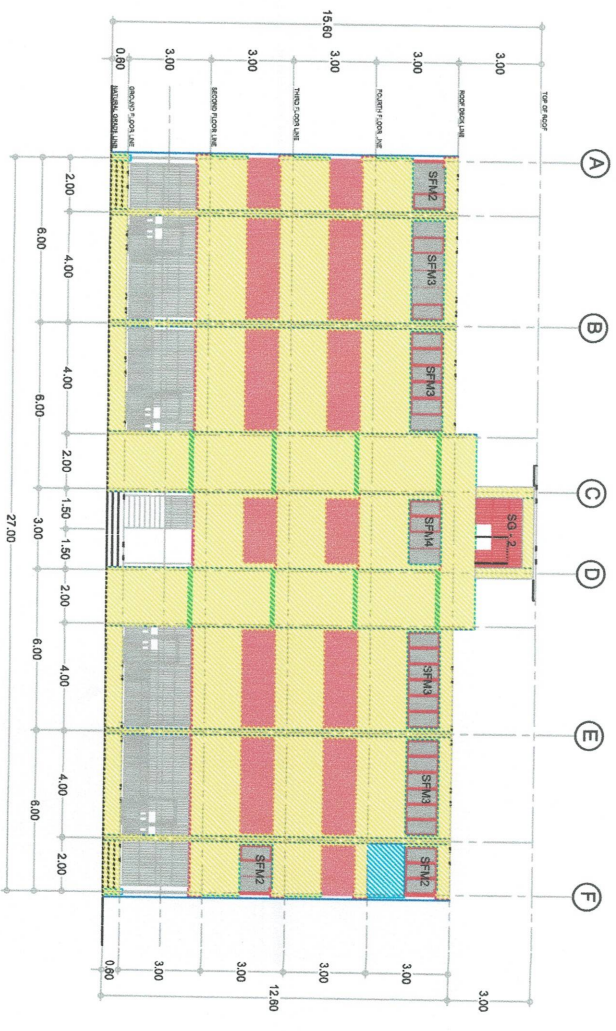 15.60
0.60
3.00
3.00
3.00
3.00
3.00
NATURAL GRADE LINE
GROUND FLOOR LINE
SECOND FLOOR LINE
THIRD FLOOR LINE
FOURTH FLOOR LINE
ROOF DECK LINE
TOP OF ROOF
A
B
C
D
E
F
SFM2
SFM3
SFM3
SFM4
SG - 2
SFM3
SFM3
SFM2
SFM2
2.00
4.00
4.00
2.00
1.50
1.50
2.00
4.00
4.00
2.00
6.00
6.00
3.00
6.00
6.00
27.00
0.60
3.00
3.00
3.00
3.00
3.00
12.60